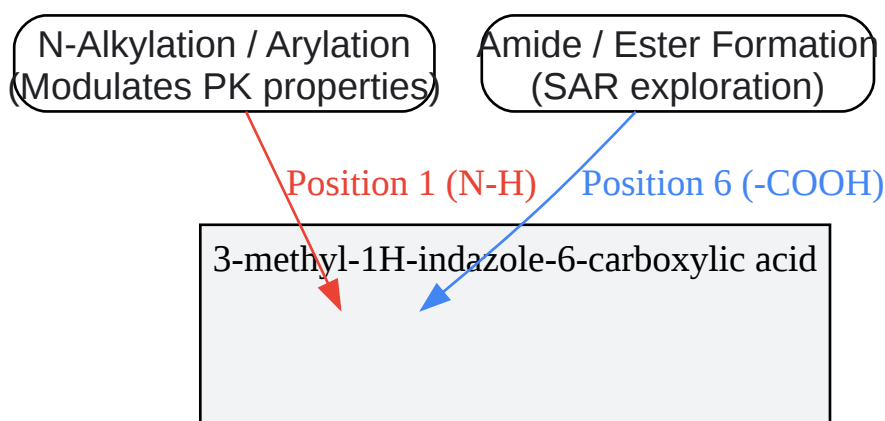 N-Alkylation / Arylation
(Modulates PK properties)
Amide / Ester Formation
(SAR exploration)
Position 1 (N-H)
Position 6 (-COOH)
3-methyl-1H-indazole-6-carboxylic acid